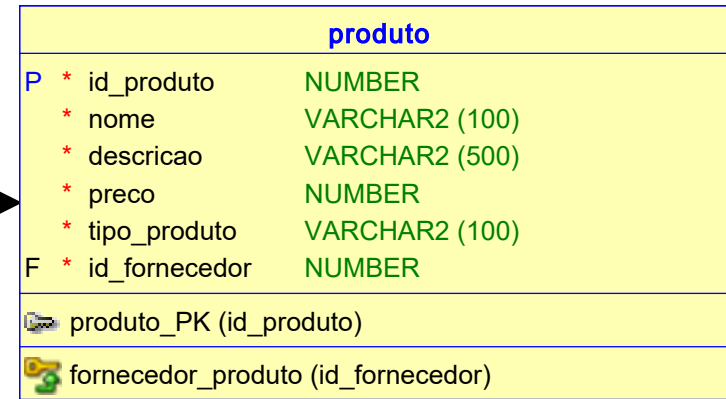 produto
P * id_produto NUMBER
* nome VARCHAR2 (100)
* descricao VARCHAR2 (500)
* preco NUMBER
* tipo_produto VARCHAR2 (100)
F * id_fornecedor NUMBER
produto_PK (id_produto)
fornecedor_produto (id_fornecedor)